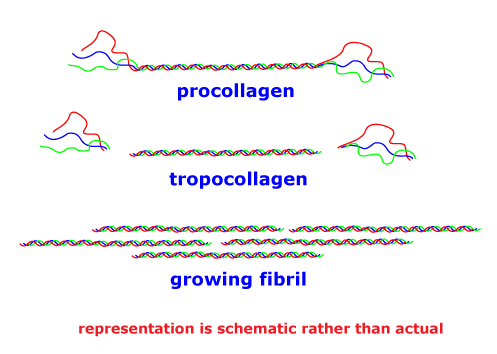 procollagen
tropocollagen
growing fibril
representation is schematic rather than actual